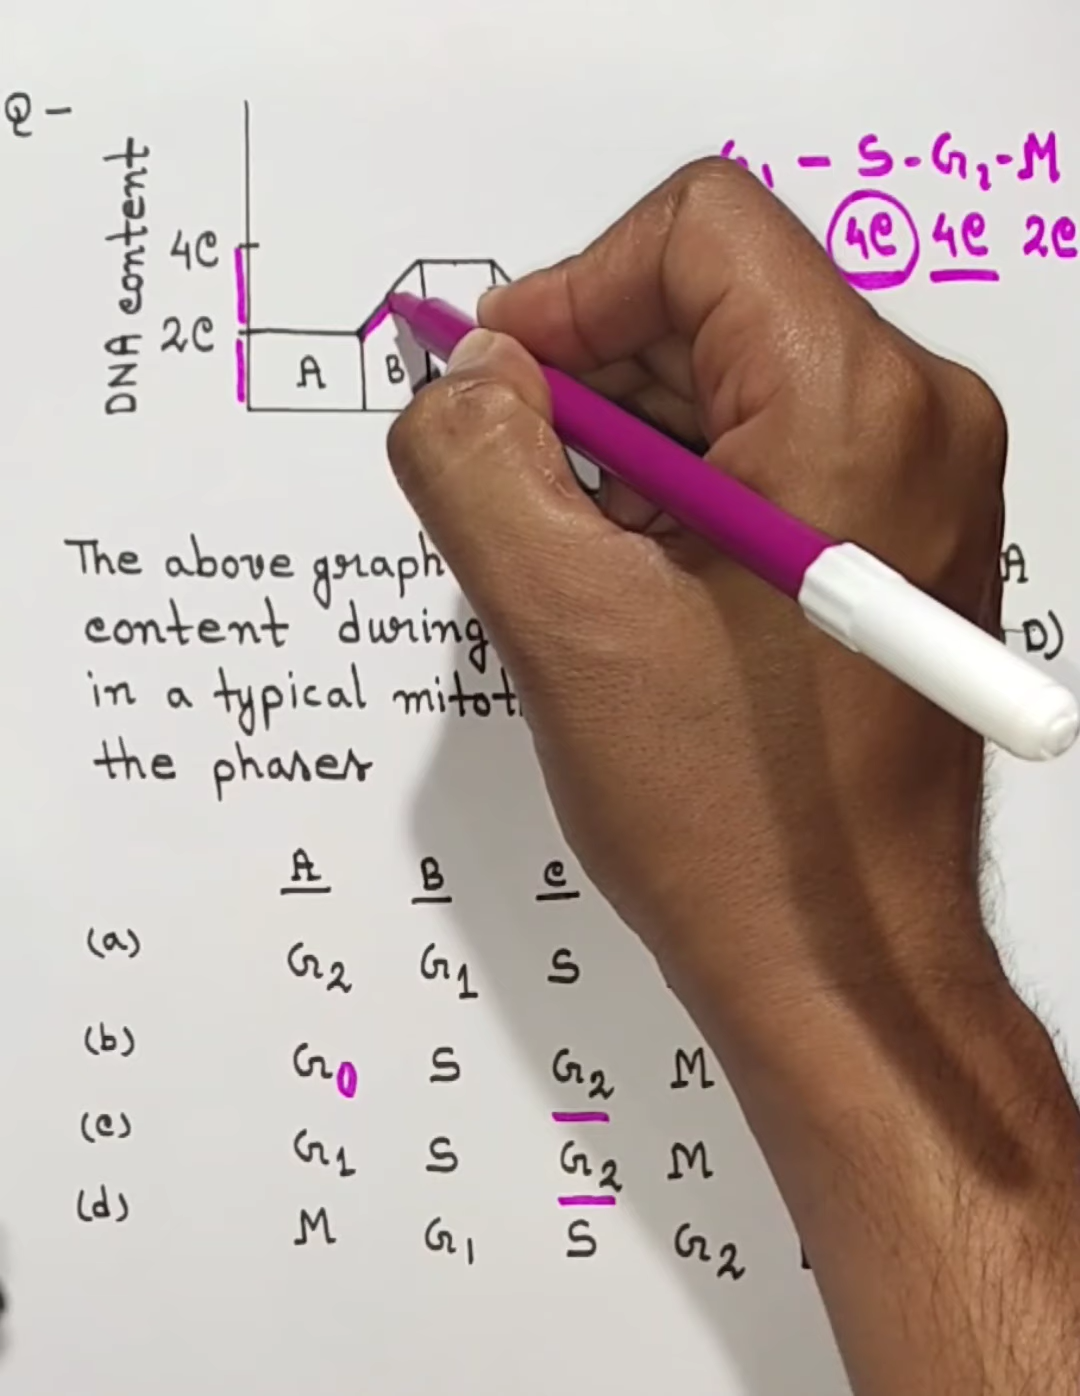 Q-
G1 - S - G2 - M
4C 4C 2C
DNA content
4C
2C
A B
The above graph A
content during D)
in a typical mitot
the phases
A B C
(a) G2 G1 S
(b) G0 S G2 M
(c) G1 S G2 M
(d) M G1 S G2